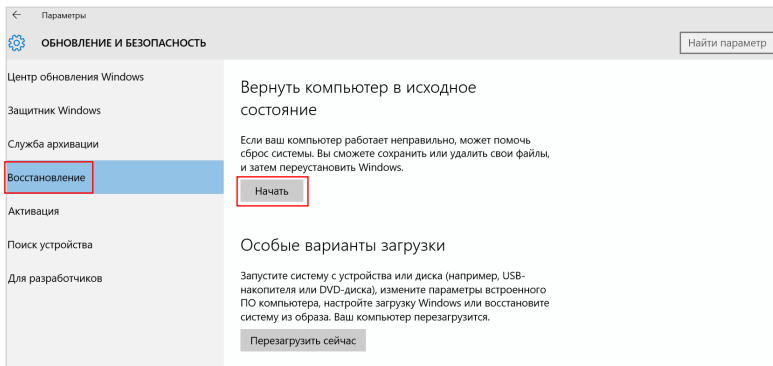 Параметры
ОБНОВЛЕНИЕ И БЕЗОПАСНОСТЬ
Найти параметр
Центр обновления Windows
Защитник Windows
Служба архивации
Восстановление
Активация
Поиск устройства
Для разработчиков
Вернуть компьютер в исходное
состояние
Если ваш компьютер работает неправильно, может помочь
сброс системы. Вы сможете сохранить или удалить свои файлы,
и затем переустановить Windows.
Начать
Особые варианты загрузки
Запустите систему с устройства или диска (например, USB-
накопителя или DVD-диска), измените параметры встроенного
ПО компьютера, настройте загрузку Windows или восстановите
систему из образа. Ваш компьютер перезагрузится.
Перезагрузить сейчас